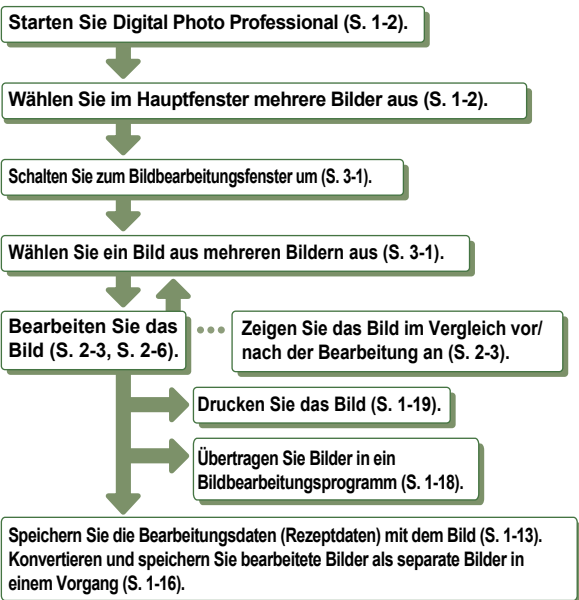 Starten Sie Digital Photo Professional (S. 1-2).
Wählen Sie im Hauptfenster mehrere Bilder aus (S. 1-2).
Schalten Sie zum Bildbearbeitungsfenster um (S. 3-1).
Wählen Sie ein Bild aus mehreren Bildern aus (S. 3-1).
Bearbeiten Sie das
Bild (S. 2-3, S. 2-6).
Zeigen Sie das Bild im Vergleich vor/
nach der Bearbeitung an (S. 2-3).
Drucken Sie das Bild (S. 1-19).
Übertragen Sie Bilder in ein
Bildbearbeitungsprogramm (S. 1-18).
Speichern Sie die Bearbeitungsdaten (Rezeptdaten) mit dem Bild (S. 1-13).
Konvertieren und speichern Sie bearbeitete Bilder als separate Bilder in
einem Vorgang (S. 1-16).